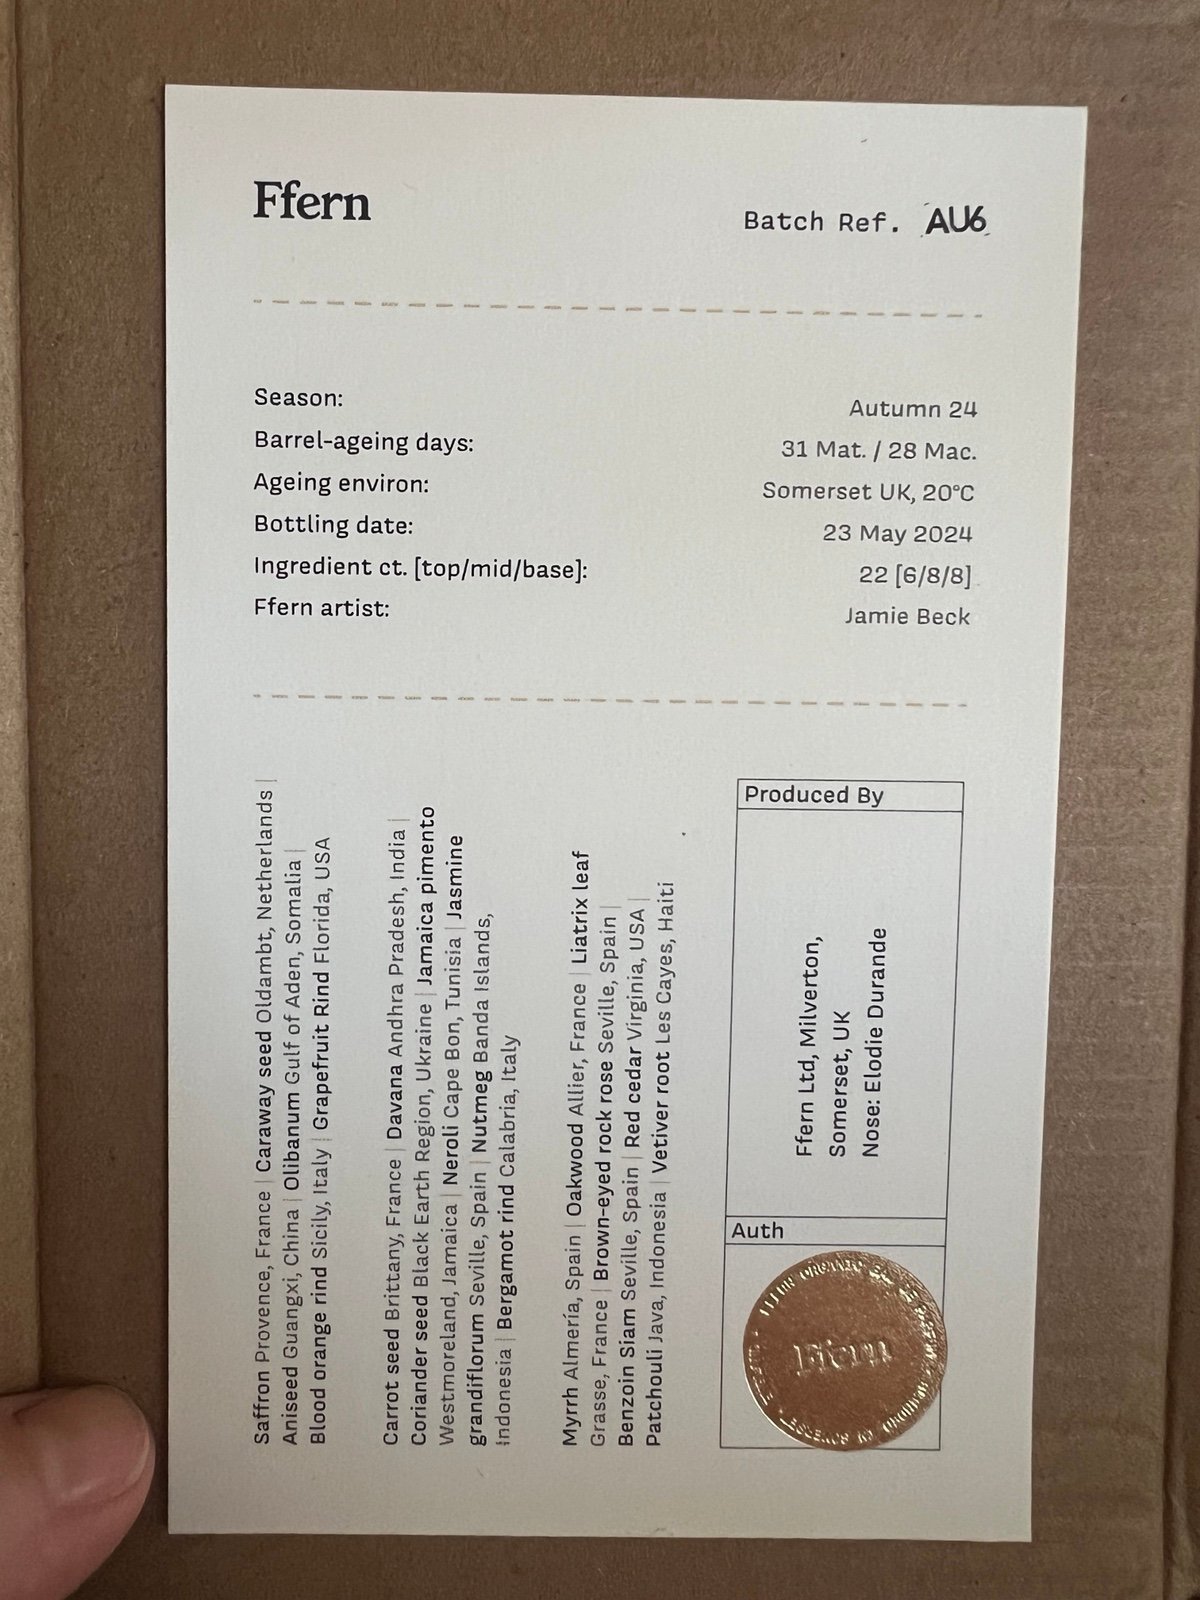 Ffern
Batch Ref. AU6
Season:
Autumn 24
Barrel-ageing days:
31 Mat. / 28 Mac.
Ageing environ:
Somerset UK, 20°C
Bottling date:
23 May 2024
Ingredient ct. [top/mid/base]:
22 [6/8/8]
Ffern artist:
Jamie Beck
Saffron Provence, France | Caraway seed Oldambt, Netherlands |
Aniseed Guangxi, China | Olibanum Gulf of Aden, Somalia |
Blood orange rind Sicily, Italy | Grapefruit Rind Florida, USA
Carrot seed Brittany, France | Davana Andhra Pradesh, India |
Coriander seed Black Earth Region, Ukraine | Jamaica pimento
Westmoreland, Jamaica | Neroli Cape Bon, Tunisia | Jasmine
grandiflorum Seville, Spain | Nutmeg Banda Islands,
Indonesia | Bergamot rind Calabria, Italy
Myrrh Almería, Spain | Oakwood Allier, France | Liatrix leaf
Grasse, France | Brown-eyed rock rose Seville, Spain |
Benzoin Siam Seville, Spain | Red cedar Virginia, USA |
Patchouli Java, Indonesia | Vetiver root Les Cayes, Haiti
Produced By
Ffern Ltd, Milverton,
Somerset, UK
Nose: Elodie Durande
Auth
Ffern